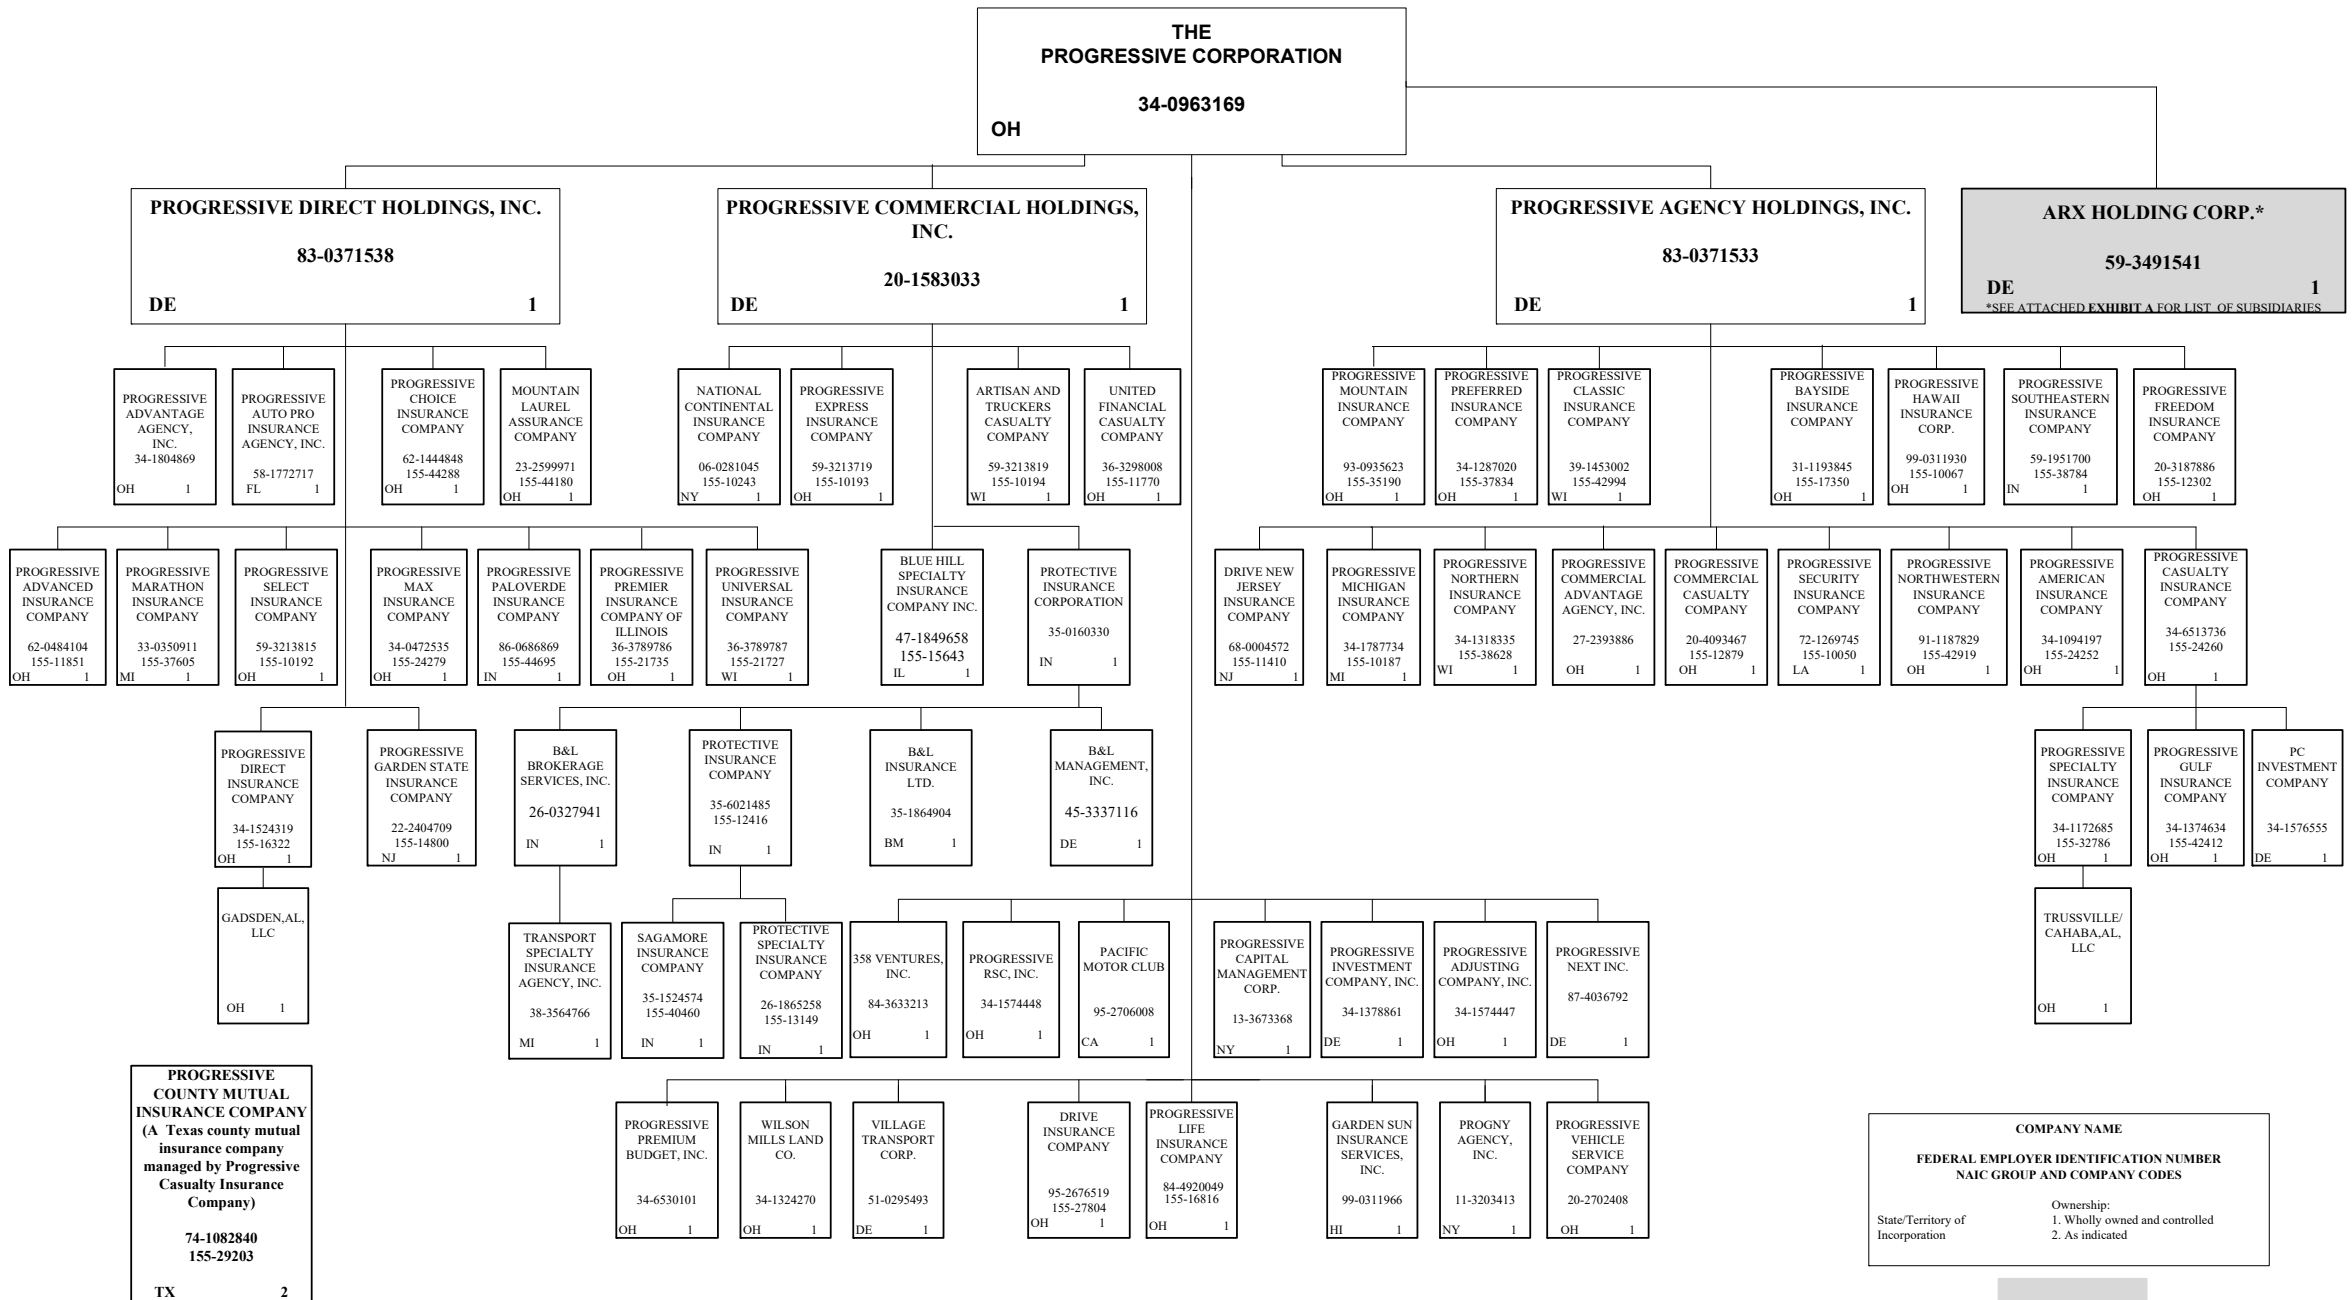 THE
PROGRESSIVE CORPORATION
34-0963169
OH
PROGRESSIVE DIRECT HOLDINGS, INC.
83-0371538
DE 1
PROGRESSIVE COMMERCIAL HOLDINGS,
INC.
20-1583033
DE 1
PROGRESSIVE AGENCY HOLDINGS, INC.
83-0371533
DE 1
ARX HOLDING CORP.*
59-3491541
DE 1
*SEE ATTACHED EXHIBIT A FOR LIST OF SUBSIDIARIES
PROGRESSIVE
ADVANTAGE
AGENCY,
INC.
34-1804869
OH 1
PROGRESSIVE
AUTO PRO
INSURANCE
AGENCY, INC.
58-1772717
FL 1
PROGRESSIVE
CHOICE
INSURANCE
COMPANY
62-1444848
155-44288
OH 1
MOUNTAIN
LAUREL
ASSURANCE
COMPANY
23-2599971
155-44180
OH 1
NATIONAL
CONTINENTAL
INSURANCE
COMPANY
06-0281045
155-10243
NY 1
PROGRESSIVE
EXPRESS
INSURANCE
COMPANY
59-3213719
155-10193
OH 1
ARTISAN AND
TRUCKERS
CASUALTY
COMPANY
59-3213819
155-10194
WI 1
UNITED
FINANCIAL
CASUALTY
COMPANY
36-3298008
155-11770
OH 1
PROGRESSIVE
MOUNTAIN
INSURANCE
COMPANY
93-0935623
155-35190
OH 1
PROGRESSIVE
PREFERRED
INSURANCE
COMPANY
34-1287020
155-37834
OH 1
PROGRESSIVE
CLASSIC
INSURANCE
COMPANY
39-1453002
155-42994
WI 1
PROGRESSIVE
BAYSIDE
INSURANCE
COMPANY
31-1193845
155-17350
OH 1
PROGRESSIVE
HAWAII
INSURANCE
CORP.
99-0311930
155-10067
OH 1
PROGRESSIVE
SOUTHEASTERN
INSURANCE
COMPANY
59-1951700
155-38784
IN 1
PROGRESSIVE
FREEDOM
INSURANCE
COMPANY
20-3187886
155-12302
OH 1
PROGRESSIVE
ADVANCED
INSURANCE
COMPANY
62-0484104
155-11851
OH 1
PROGRESSIVE
MARATHON
INSURANCE
COMPANY
33-0350911
155-37605
MI 1
PROGRESSIVE
SELECT
INSURANCE
COMPANY
59-3213815
155-10192
OH 1
PROGRESSIVE
MAX
INSURANCE
COMPANY
34-0472535
155-24279
OH 1
PROGRESSIVE
PALOVERDE
INSURANCE
COMPANY
86-0686869
155-44695
IN 1
PROGRESSIVE
PREMIER
INSURANCE
COMPANY OF
ILLINOIS
36-3789786
155-21735
OH 1
PROGRESSIVE
UNIVERSAL
INSURANCE
COMPANY
36-3789787
155-21727
WI 1
BLUE HILL
SPECIALTY
INSURANCE
COMPANY INC.
47-1849658
155-15643
IL 1
PROTECTIVE
INSURANCE
CORPORATION
35-0160330
IN 1
DRIVE NEW
JERSEY
INSURANCE
COMPANY
68-0004572
155-11410
NJ 1
PROGRESSIVE
MICHIGAN
INSURANCE
COMPANY
34-1787734
155-10187
MI 1
PROGRESSIVE
NORTHERN
INSURANCE
COMPANY
34-1318335
155-38628
WI 1
PROGRESSIVE
COMMERCIAL
ADVANTAGE
AGENCY, INC.
27-2393886
OH 1
PROGRESSIVE
COMMERCIAL
CASUALTY
COMPANY
20-4093467
155-12879
OH 1
PROGRESSIVE
SECURITY
INSURANCE
COMPANY
72-1269745
155-10050
LA 1
PROGRESSIVE
NORTHWESTERN
INSURANCE
COMPANY
91-1187829
155-42919
OH 1
PROGRESSIVE
AMERICAN
INSURANCE
COMPANY
34-1094197
155-24252
OH 1
PROGRESSIVE
CASUALTY
INSURANCE
COMPANY
34-6513736
155-24260
OH 1
PROGRESSIVE
DIRECT
INSURANCE
COMPANY
34-1524319
155-16322
OH 1
PROGRESSIVE
GARDEN STATE
INSURANCE
COMPANY
22-2404709
155-14800
NJ 1
B&L
BROKERAGE
SERVICES, INC.
26-0327941
IN 1
PROTECTIVE
INSURANCE
COMPANY
35-6021485
155-12416
IN 1
B&L
INSURANCE
LTD.
35-1864904
BM 1
B&L
MANAGEMENT,
INC.
45-3337116
DE 1
PROGRESSIVE
SPECIALTY
INSURANCE
COMPANY
34-1172685
155-32786
OH 1
PROGRESSIVE
GULF
INSURANCE
COMPANY
34-1374634
155-42412
OH 1
PC
INVESTMENT
COMPANY
34-1576555
DE 1
GADSDEN,AL,
LLC
OH 1
TRANSPORT
SPECIALTY
INSURANCE
AGENCY, INC.
38-3564766
MI 1
SAGAMORE
INSURANCE
COMPANY
35-1524574
155-40460
IN 1
PROTECTIVE
SPECIALTY
INSURANCE
COMPANY
26-1865258
155-13149
IN 1
358 VENTURES,
INC.
84-3633213
OH 1
PROGRESSIVE
RSC, INC.
34-1574448
OH 1
PACIFIC
MOTOR CLUB
95-2706008
CA 1
PROGRESSIVE
CAPITAL
MANAGEMENT
CORP.
13-3673368
NY 1
PROGRESSIVE
INVESTMENT
COMPANY, INC.
34-1378861
DE 1
PROGRESSIVE
ADJUSTING
COMPANY, INC.
34-1574447
OH 1
PROGRESSIVE
NEXT INC.
87-4036792
DE 1
TRUSSVILLE/
CAHABA,AL,
LLC
OH 1
PROGRESSIVE
COUNTY MUTUAL
INSURANCE COMPANY
(A Texas county mutual
insurance company
managed by Progressive
Casualty Insurance
Company)
74-1082840
155-29203
TX 2
PROGRESSIVE
PREMIUM
BUDGET, INC.
34-6530101
OH 1
WILSON
MILLS LAND
CO.
34-1324270
OH 1
VILLAGE
TRANSPORT
CORP.
51-0295493
DE 1
DRIVE
INSURANCE
COMPANY
95-2676519
155-27804
OH 1
PROGRESSIVE
LIFE
INSURANCE
COMPANY
84-4920049
155-16816
OH 1
GARDEN SUN
INSURANCE
SERVICES,
INC.
99-0311966
HI 1
PROGNY
AGENCY,
INC.
11-3203413
NY 1
PROGRESSIVE
VEHICLE
SERVICE
COMPANY
20-2702408
OH 1
COMPANY NAME
FEDERAL EMPLOYER IDENTIFICATION NUMBER
NAIC GROUP AND COMPANY CODES
Ownership:
State/Territory of 1. Wholly owned and controlled
Incorporation 2. As indicated